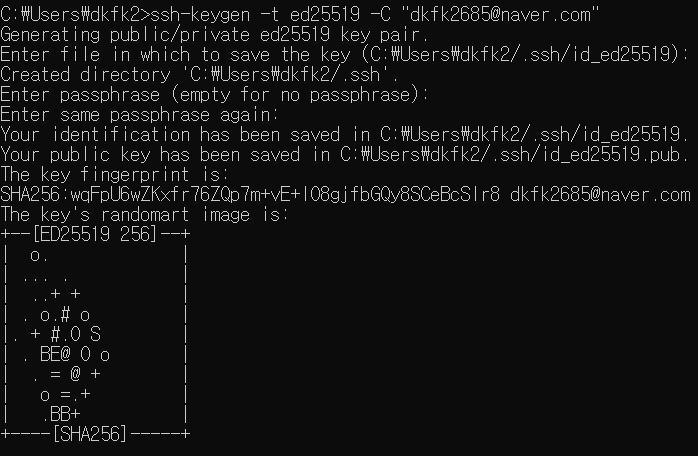 C:₩Users₩dkfk2>ssh-keygen -t ed25519 -C "dkfk2685@naver.com"
Generating public/private ed25519 key pair.
Enter file in which to save the key (C:₩Users₩dkfk2/.ssh/id_ed25519):
Created directory 'C:₩Users₩dkfk2/.ssh'.
Enter passphrase (empty for no passphrase):
Enter same passphrase again:
Your identification has been saved in C:₩Users₩dkfk2/.ssh/id_ed25519.
Your public key has been saved in C:₩Users₩dkfk2/.ssh/id_ed25519.pub.
The key fingerprint is:
SHA256:wqFpU6wZKxfr76ZQp7m+vE+lO8gjfbGQy8SCeBcSlr8 dkfk2685@naver.com
The key's randomart image is:
+--[ED25519 256]--+
|  o.             |
| ... .           |
|  ..+ +          |
| . o.# o         |
|. + #.O S        |
| . BE@ O o       |
|  . = @ +        |
|   o =.+         |
|   .BB+          |
+----[SHA256]-----+